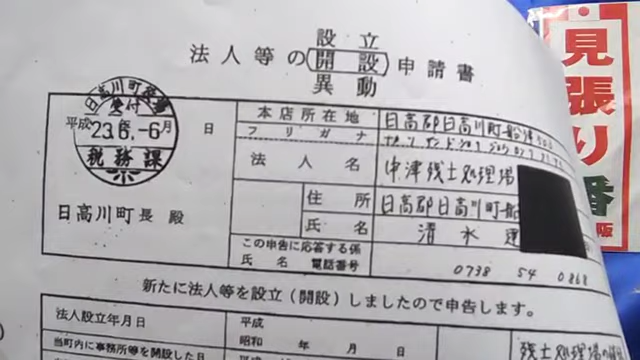 設立
法人等の(開設)申請書
異動
日高川町長
受付
平成23.6.-6月 日
税務課
日高川町長 殿
本店所在地 日高郡日高川町船津
フリガナ
法人名 中津残土処理場
住所 日高郡日高川町船
氏名 清水
この申告に応答する係
氏名 電話番号 0738 54 0868
新たに法人等を設立(開設)しましたので申告します。
法人設立年月日 平成
昭和 年 月 日
当町内に事務所等を開設した日 平成
残土処理場の
見張り番
阪